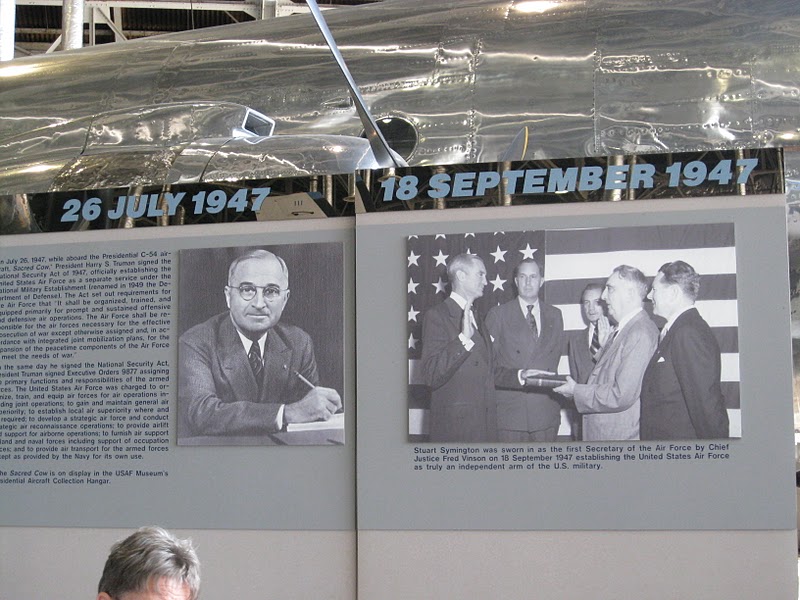 26 JULY 1947
n July 26, 1947, while aboard the Presidential C-54 air-
raft, Sacred Cow, President Harry S. Truman signed the
ational Security Act of 1947, officially establishing the
nited States Air Force as a separate service under the
ational Military Establishment (renamed in 1949 the De-
artment of Defense). The Act set out requirements for
e Air Force that "It shall be organized, trained, and
quipped primarily for prompt and sustained offensive
d defensive air operations. The Air Force shall be re-
ponsible for the air forces necessary for the effective
osecution of war except otherwise assigned and, in ac-
rdance with integrated joint mobilization plans, for the
pansion of the peacetime components of the Air Force
meet the needs of war."
n the same day he signed the National Security Act,
resident Truman signed Executive Orders 9877 assigning
e primary functions and responsibilities of the armed
rces. The United States Air Force was charged to or-
nize, train, and equip air forces for air operations in-
ding joint operations; to gain and maintain general air
periority; to establish local air superiority where and
required; to develop a strategic air force and conduct
ategic air reconnaissance operations; to provide airlift
d support for airborne operations; to furnish air support
land and naval forces including support of occupation
ces; and to provide air transport for the armed forces
cept as provided by the Navy for its own use.
he Sacred Cow is on display in the USAF Museum's
esidential Aircraft Collection Hangar.
18 SEPTEMBER 1947
Stuart Symington was sworn in as the first Secretary of the Air Force by Chief
Justice Fred Vinson on 18 September 1947 establishing the United States Air Force
as truly an independent arm of the U.S. military.